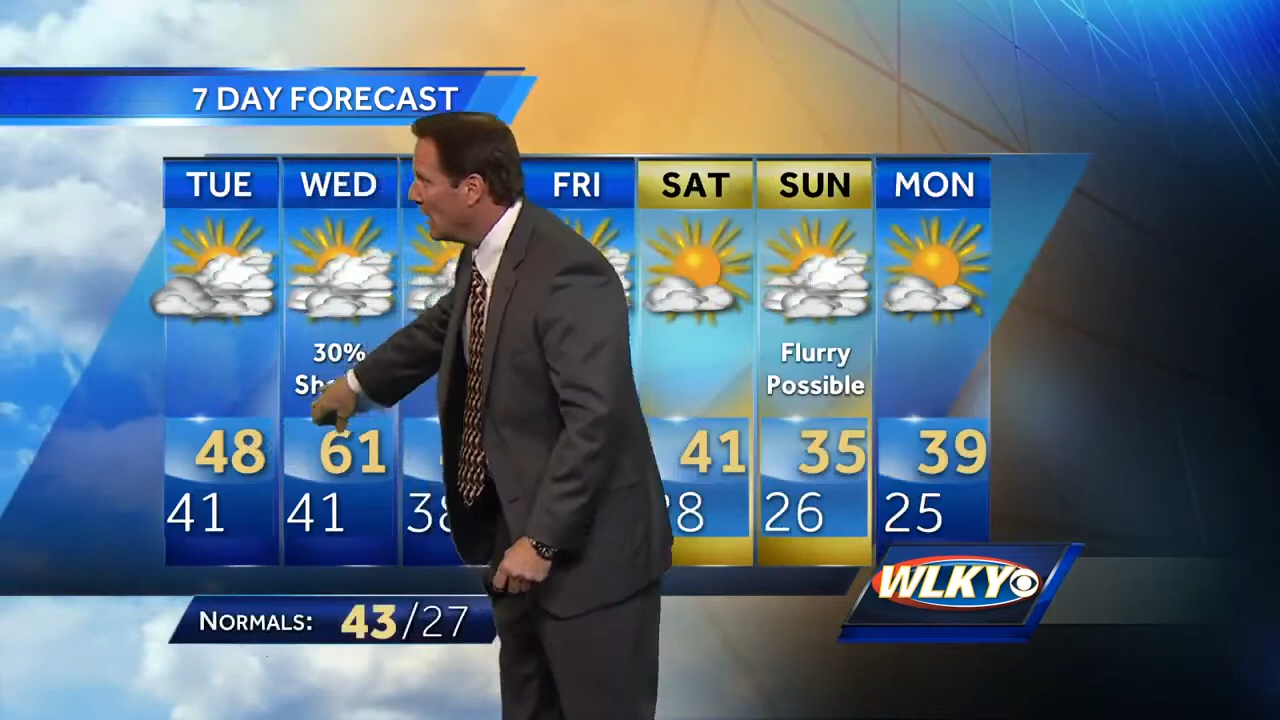 7 DAY FORECAST
TUE WED FRI SAT SUN MON
30% Flurry
Possible
48 61 41 35 39
41 41 26 25
NORMALS: 43/27
WLKY